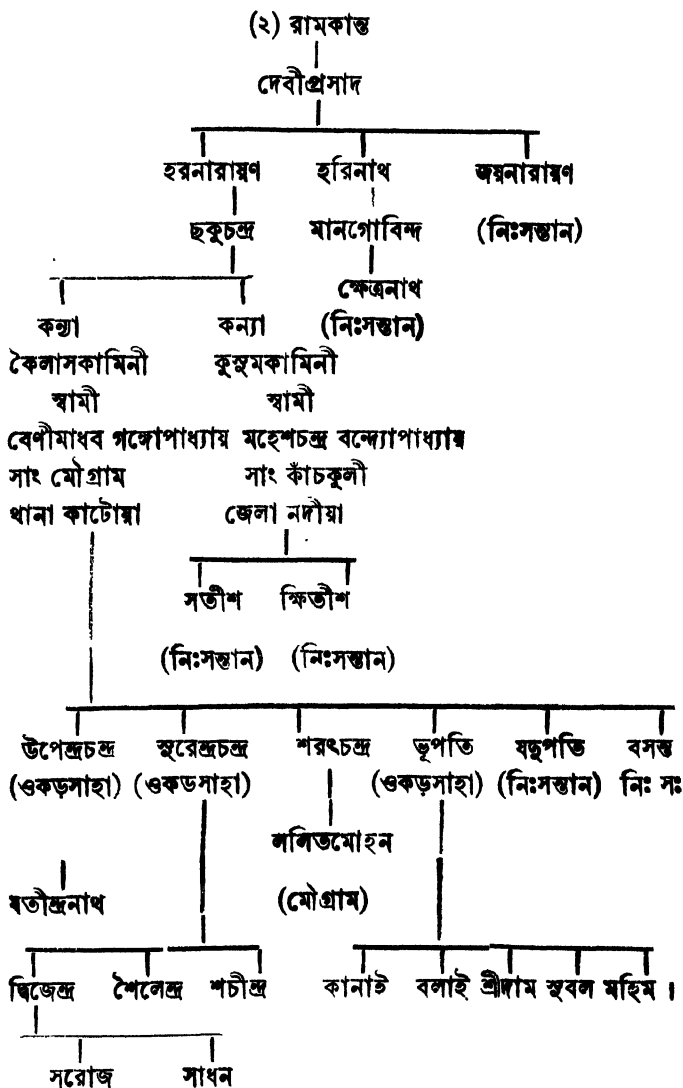 (২) রামকান্ত
দেবীপ্রসাদ
হরনারায়ণ হরিনাথ জয়নারায়ণ
ছকুচন্দ্র মানগোবিন্দ (নিঃসন্তান)
ক্ষেত্রনাথ
কন্যা কন্যা (নিঃসন্তান)
কৈলাসকামিনী কুসুমকামিনী
স্বামী স্বামী
বেণীমাধব গঙ্গোপাধ্যায় মহেশচন্দ্র বন্দ্যোপাধ্যায়
সাং মৌগ্রাম সাং কাঁচকুলী
থানা কাটোয়া জেলা নদীয়া
সতীশ ক্ষিতীশ
(নিঃসন্তান) (নিঃসন্তান)
উপেন্দ্রচন্দ্র সুরেন্দ্রচন্দ্র শরৎচন্দ্র ভূপতি যদুপতি বসন্ত
(ওকড়সাহা) (ওকডসাহা) (ওকড়সাহা) (নিঃসন্তান) নিঃ সঃ
ললিতমোহন
যতীন্দ্রনাথ (মৌগ্রাম)
দ্বিজেন্দ্র শৈলেন্দ্র শচীন্দ্র কানাই বলাই শ্রীদাম সুবল মহিম ।
সরোজ সাধন